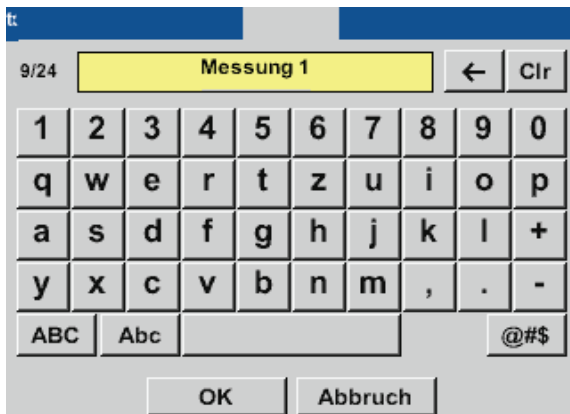 9/24 Messung 1 ← Clr
1 2 3 4 5 6 7 8 9 0
q w e r t z u i o p
a s d f g h j k l +
y x c v b n m , . -
ABC Abc @#$
OK Abbruch